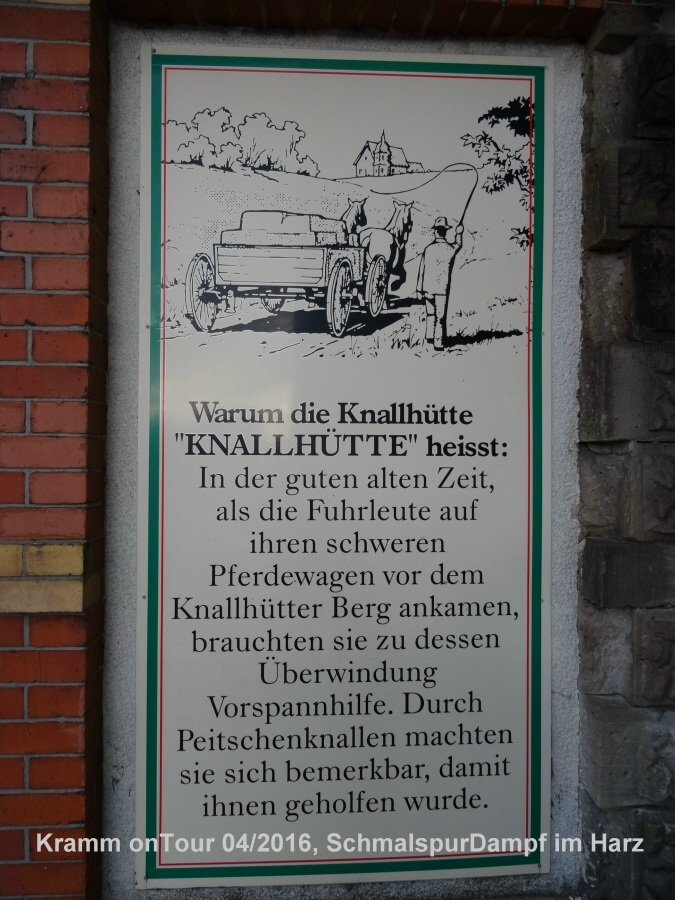 Warum die Knallhütte
"KNALLHÜTTE" heisst:
In der guten alten Zeit,
als die Fuhrleute auf
ihren schweren
Pferdewagen vor dem
Knallhütter Berg ankamen,
brauchten sie zu dessen
Überwindung
Vorspannhilfe. Durch
Peitschenknallen machten
sie sich bemerkbar, damit
ihnen geholfen wurde.
Kramm onTour 04/2016, SchmalspurDampf im Harz